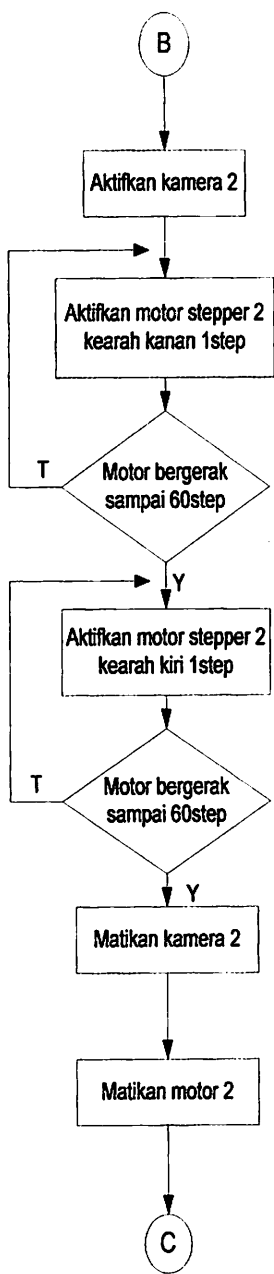 B
Aktifkan kamera 2
Aktifkan motor stepper 2
kearah kanan 1step
T
Motor bergerak
sampai 60step
Y
Aktifkan motor stepper 2
kearah kiri 1step
T
Motor bergerak
sampai 60step
Y
Matikan kamera 2
Matikan motor 2
C